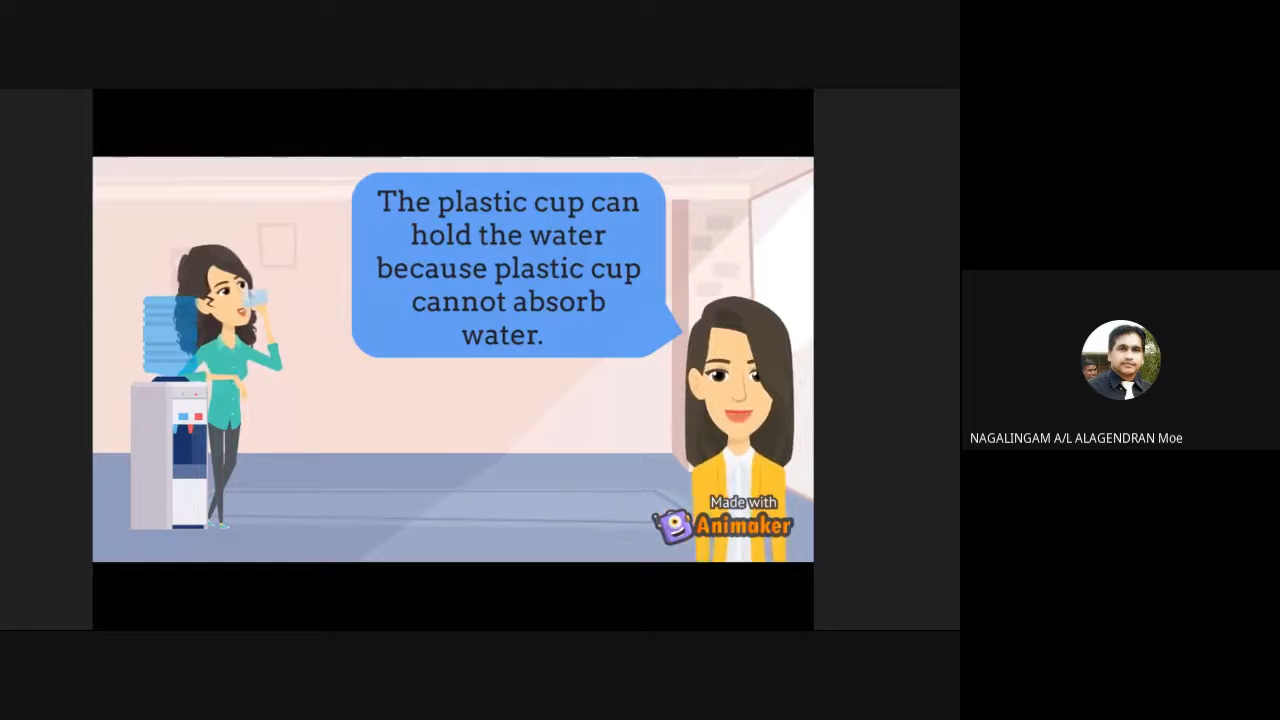 The plastic cup can
hold the water
because plastic cup
cannot absorb
water.
Made with
Animaker
NAGALINGAM A/L ALAGENDRAN Moe